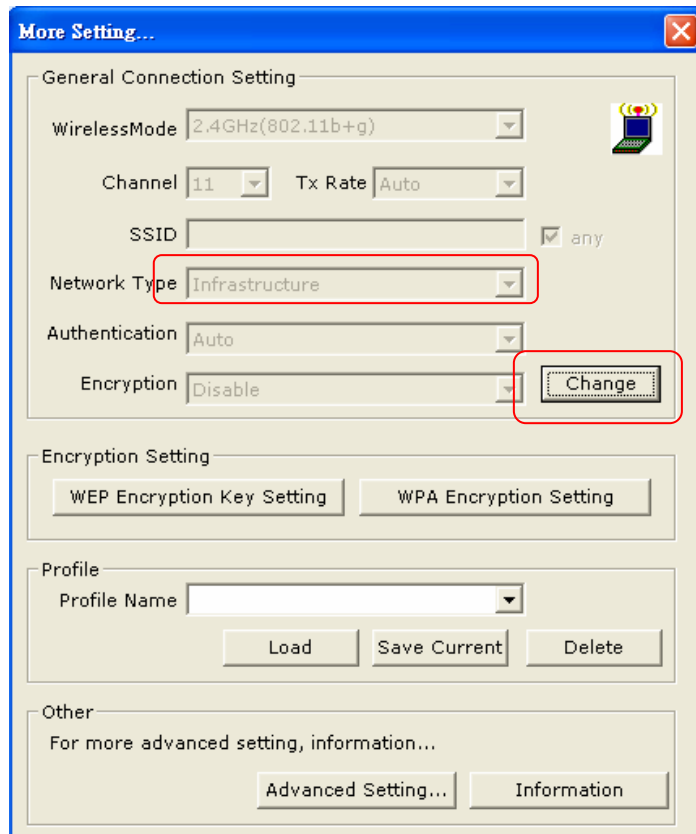 More Setting...
General Connection Setting
WirelessMode 2.4GHz(802.11b+g)
Channel 11 Tx Rate Auto
SSID any
Network Type Infrastructure
Authentication Auto
Encryption Disable Change
Encryption Setting
WEP Encryption Key Setting WPA Encryption Setting
Profile
Profile Name
Load Save Current Delete
Other
For more advanced setting, information...
Advanced Setting... Information